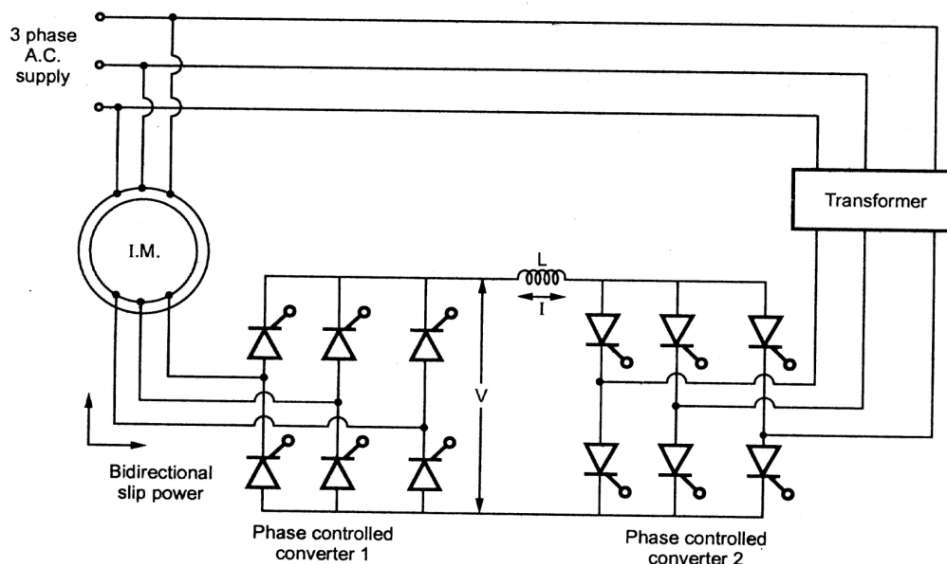 3 phase
A.C.
supply
Transformer
I.M.
L
I
V
Bidirectional
slip power
Phase controlled
converter 1
Phase controlled
converter 2